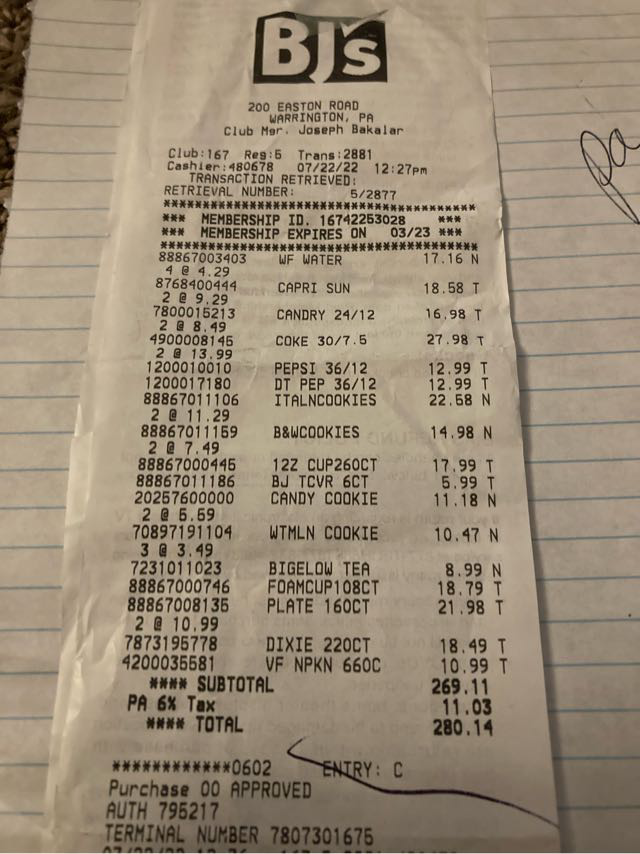 BJ's
200 EASTON ROAD
WARRINGTON, PA
Club Mgr. Joseph Bakalar
Club:167 Reg:5 Trans:2881
Cashier:480678 07/22/22 12:27pm
TRANSACTION RETRIEVED:
RETRIEVAL NUMBER: 5/2877
*****************************************
*** MEMBERSHIP ID. 16742253028 ***
*** MEMBERSHIP EXPIRES ON 03/23 ***
*****************************************
88867003403 WF WATER 17.16 N
4 @ 4.29
8768400444 CAPRI SUN 18.58 T
2 @ 9.29
7800015213 CANDRY 24/12 16.98 T
2 @ 8.49
4900008145 COKE 30/7.5 27.98 T
2 @ 13.99
1200010010 PEPSI 36/12 12.99 T
1200017180 DT PEP 36/12 12.99 T
88867011106 ITALNCOOKIES 22.58 N
2 @ 11.29
88867011159 B&WCOOKIES 14.98 N
2 @ 7.49
88867000445 12Z CUP260CT 17.99 T
88867011186 BJ TCVR 6CT 5.99 T
20257600000 CANDY COOKIE 11.18 N
2 @ 5.59
70897191104 WTMLN COOKIE 10.47 N
3 @ 3.49
7231011023 BIGELOW TEA 8.99 N
88867000746 FOAMCUP108CT 18.79 T
88867008135 PLATE 160CT 21.98 T
2 @ 10.99
7873195778 DIXIE 220CT 18.49 T
4200035581 VF NPKN 660C 10.99 T
**** SUBTOTAL 269.11
PA 6% Tax 11.03
**** TOTAL 280.14
************0602 ENTRY: C
Purchase 00 APPROVED
AUTH 795217
TERMINAL NUMBER 7807301675
pa